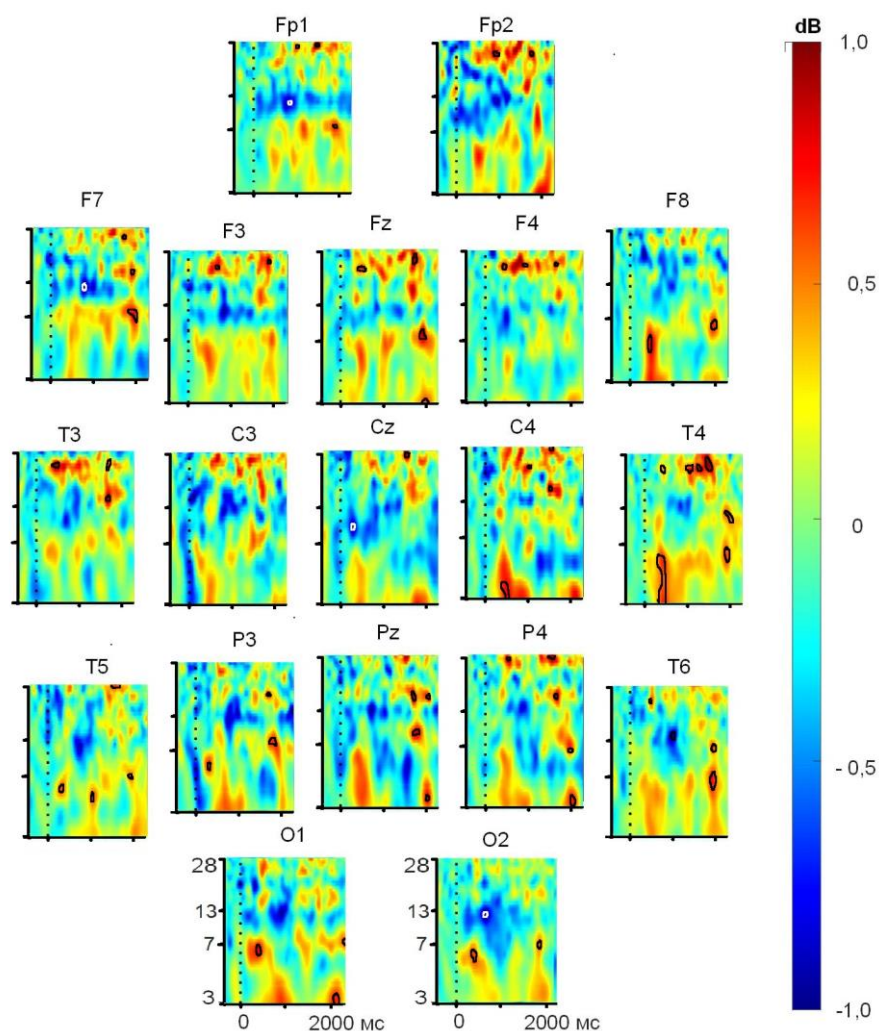 Fp1 Fp2 dB
1,0
F7 F3 Fz F4 F8
0,5
T3 C3 Cz C4 T4
0
T5 P3 Pz P4 T6
- 0,5
O1 O2
28 28
13 13
7 7
3 3
0 2000 мс 0 2000 мс
-1,0